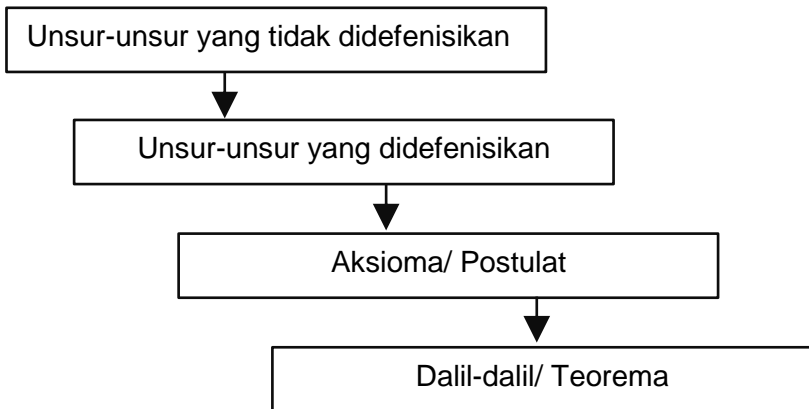 Unsur-unsur yang tidak didefenisikan
Unsur-unsur yang didefenisikan
Aksioma/ Postulat
Dalil-dalil/ Teorema